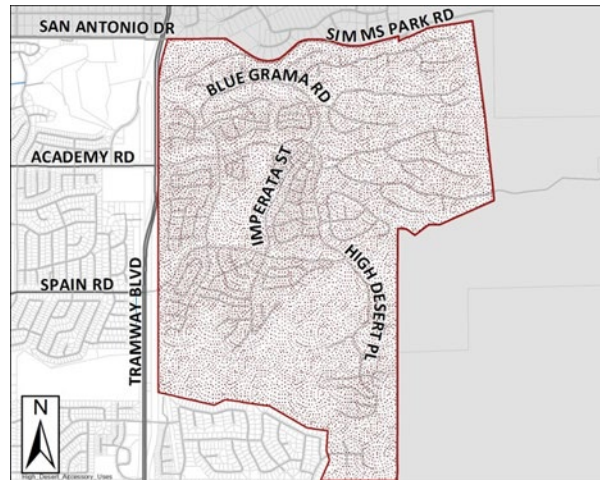 SAN ANTONIO DR
SIMMS PARK RD
BLUE GRAMA RD
ACADEMY RD
IMPERATA ST
HIGH DESERT PL
SPAIN RD
TRAMWAY BLVD
N
High_Desert_Accessory_Uses